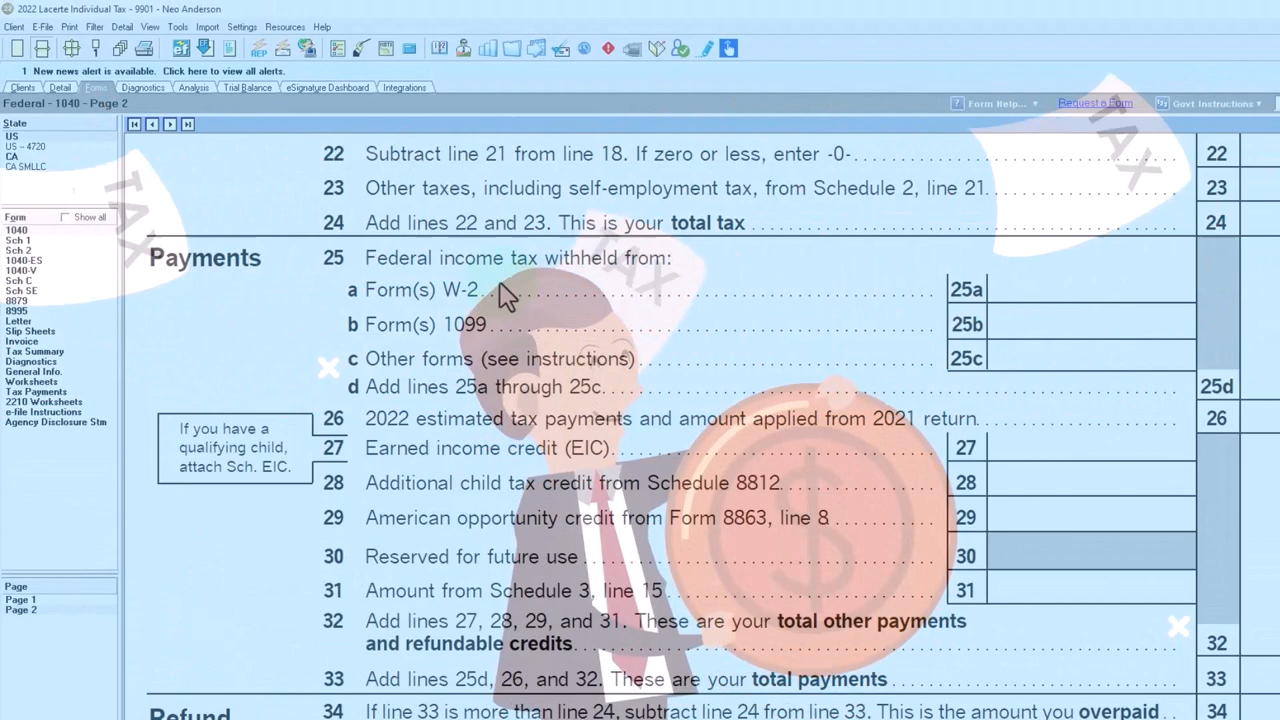 2022 Lacerte Individual Tax - 9901 - Neo Anderson
Client E-File Print Filter Detail View Tools Import Settings Resources Help
REP
1 New news alert is available. Click here to view all alerts.
Clients Detail Forms Diagnostics Analysis Trial Balance eSignature Dashboard Integrations
Federal - 1040 - Page 2
? Form Help... Request a Form Govt Instructions
State
US
US - 4720
CA
CA SMLLC
Form Show all
1040
Sch 1
Sch 2
1040-ES
1040-V
Sch C
Sch SE
8879
8995
Letter
Slip Sheets
Invoice
Tax Summary
Diagnostics
General Info.
Worksheets
Tax Payments
2210 Worksheets
e-file Instructions
Agency Disclosure Stm
Page
Page 1
Page 2
22 Subtract line 21 from line 18. If zero or less, enter -0- 22
23 Other taxes, including self-employment tax, from Schedule 2, line 21 23
24 Add lines 22 and 23. This is your total tax 24
Payments 25 Federal income tax withheld from:
a Form(s) W-2 25a
b Form(s) 1099 25b
c Other forms (see instructions) 25c
d Add lines 25a through 25c 25d
26 2022 estimated tax payments and amount applied from 2021 return 26
If you have a
qualifying child,
attach Sch. EIC.
27 Earned income credit (EIC) 27
28 Additional child tax credit from Schedule 8812 28
29 American opportunity credit from Form 8863, line 8 29
30 Reserved for future use 30
31 Amount from Schedule 3, line 15 31
32 Add lines 27, 28, 29, and 31. These are your total other payments
and refundable credits 32
33 Add lines 25d, 26, and 32. These are your total payments 33
Refund 34 If line 33 is more than line 24, subtract line 24 from line 33. This is the amount you overpaid 34
TAX
TAX
TAX
$